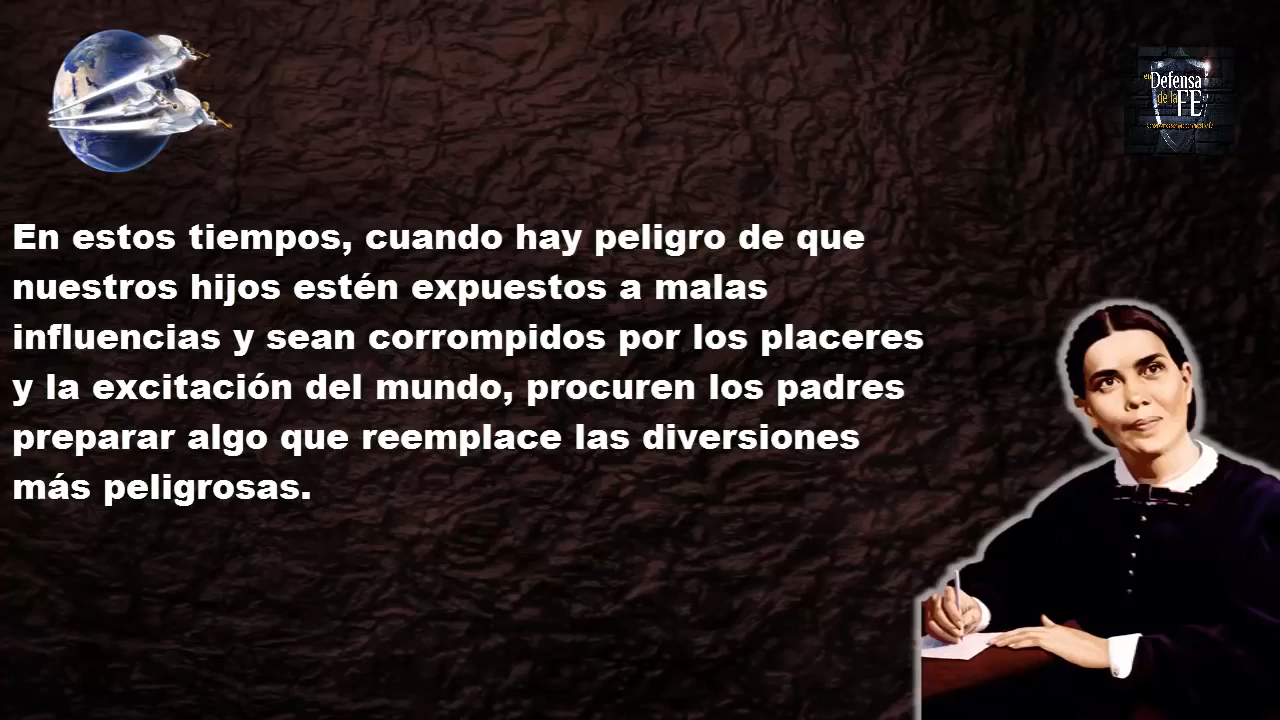 en
Defensa
de la FE
En estos tiempos, cuando hay peligro de que
nuestros hijos estén expuestos a malas
influencias y sean corrompidos por los placeres
y la excitación del mundo, procuren los padres
preparar algo que reemplace las diversiones
más peligrosas.